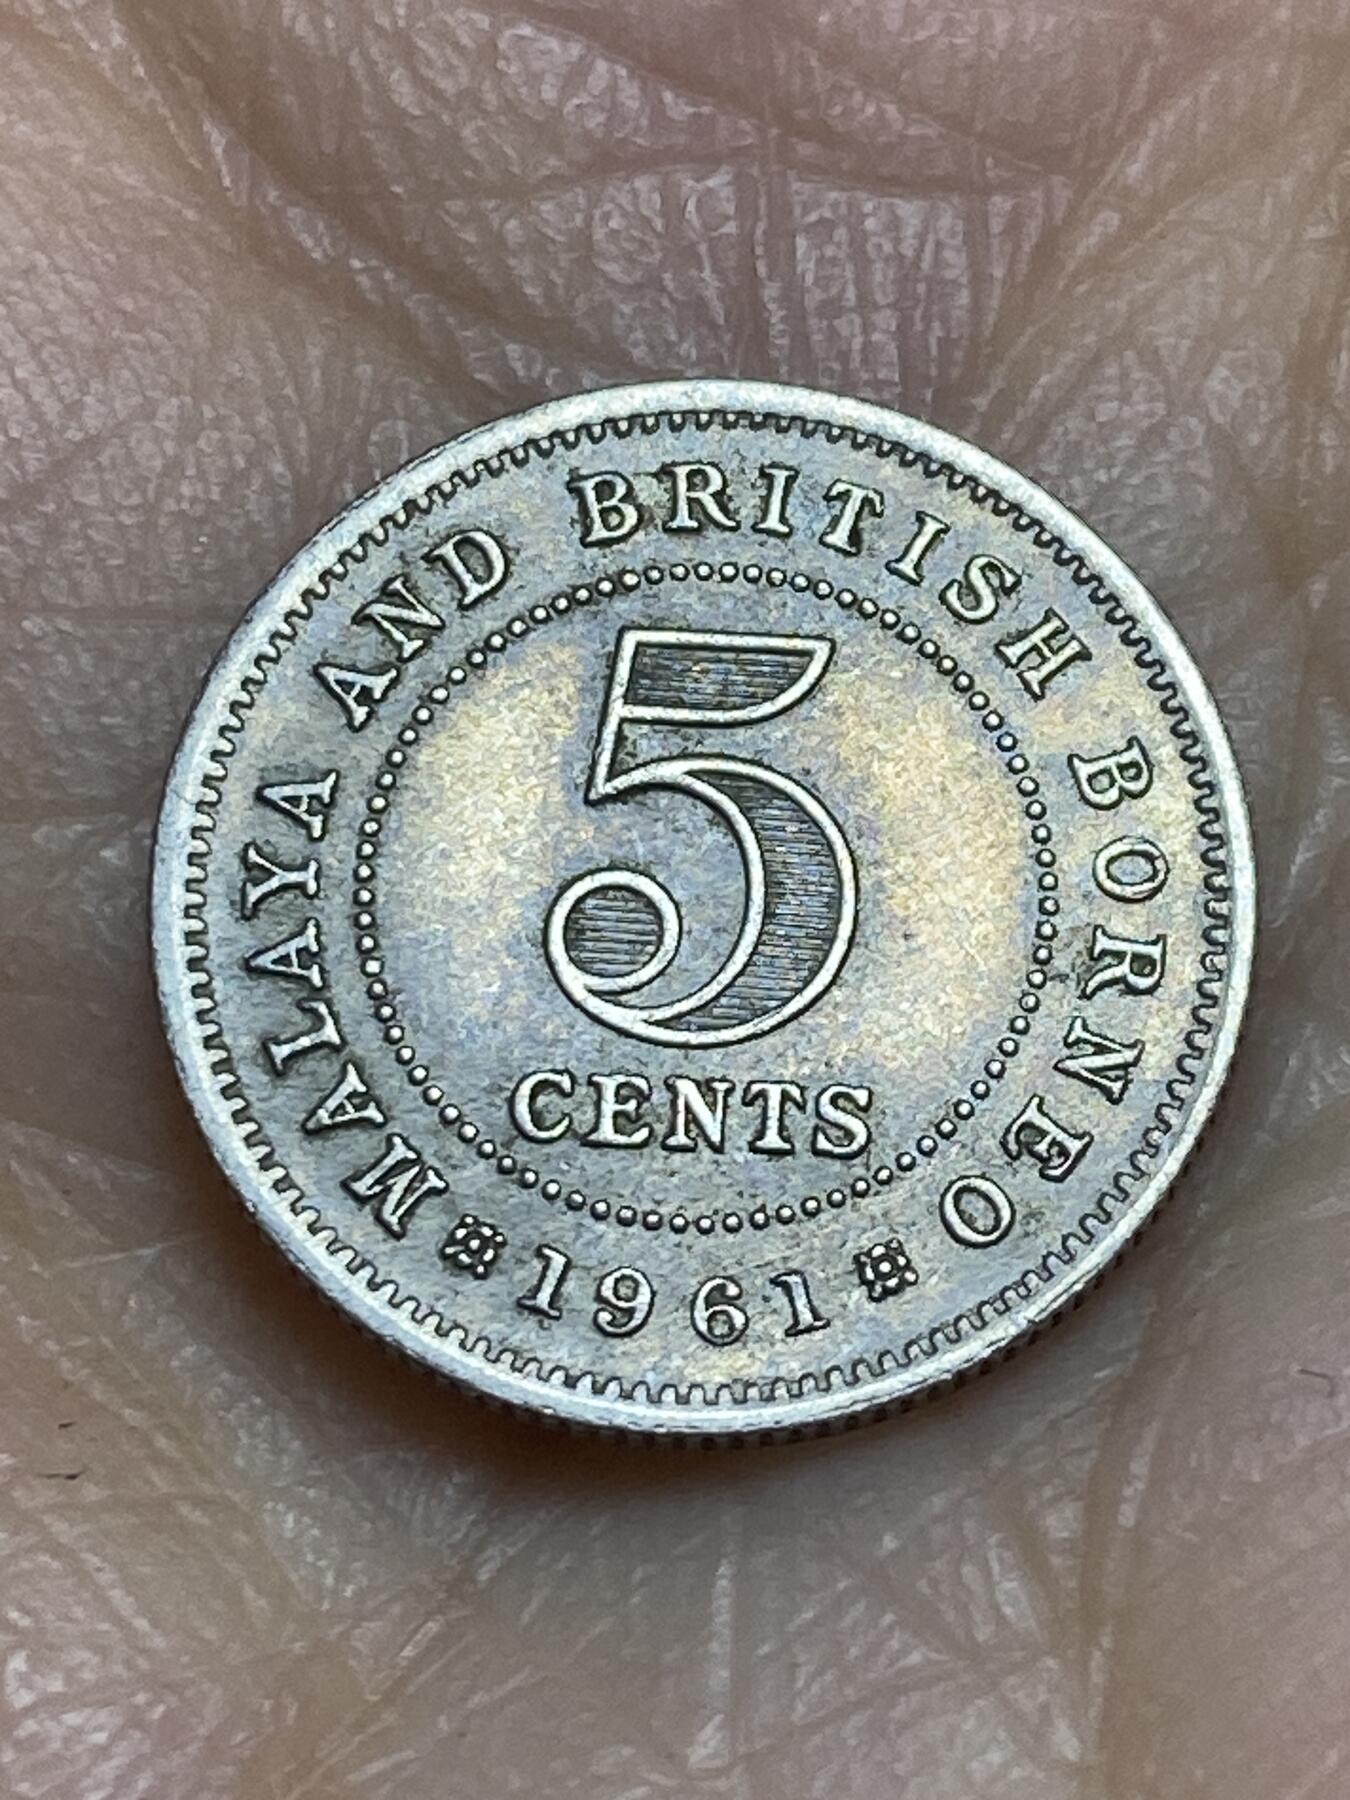 MALAYA AND BRITISH BORNEO
5
CENTS
1961